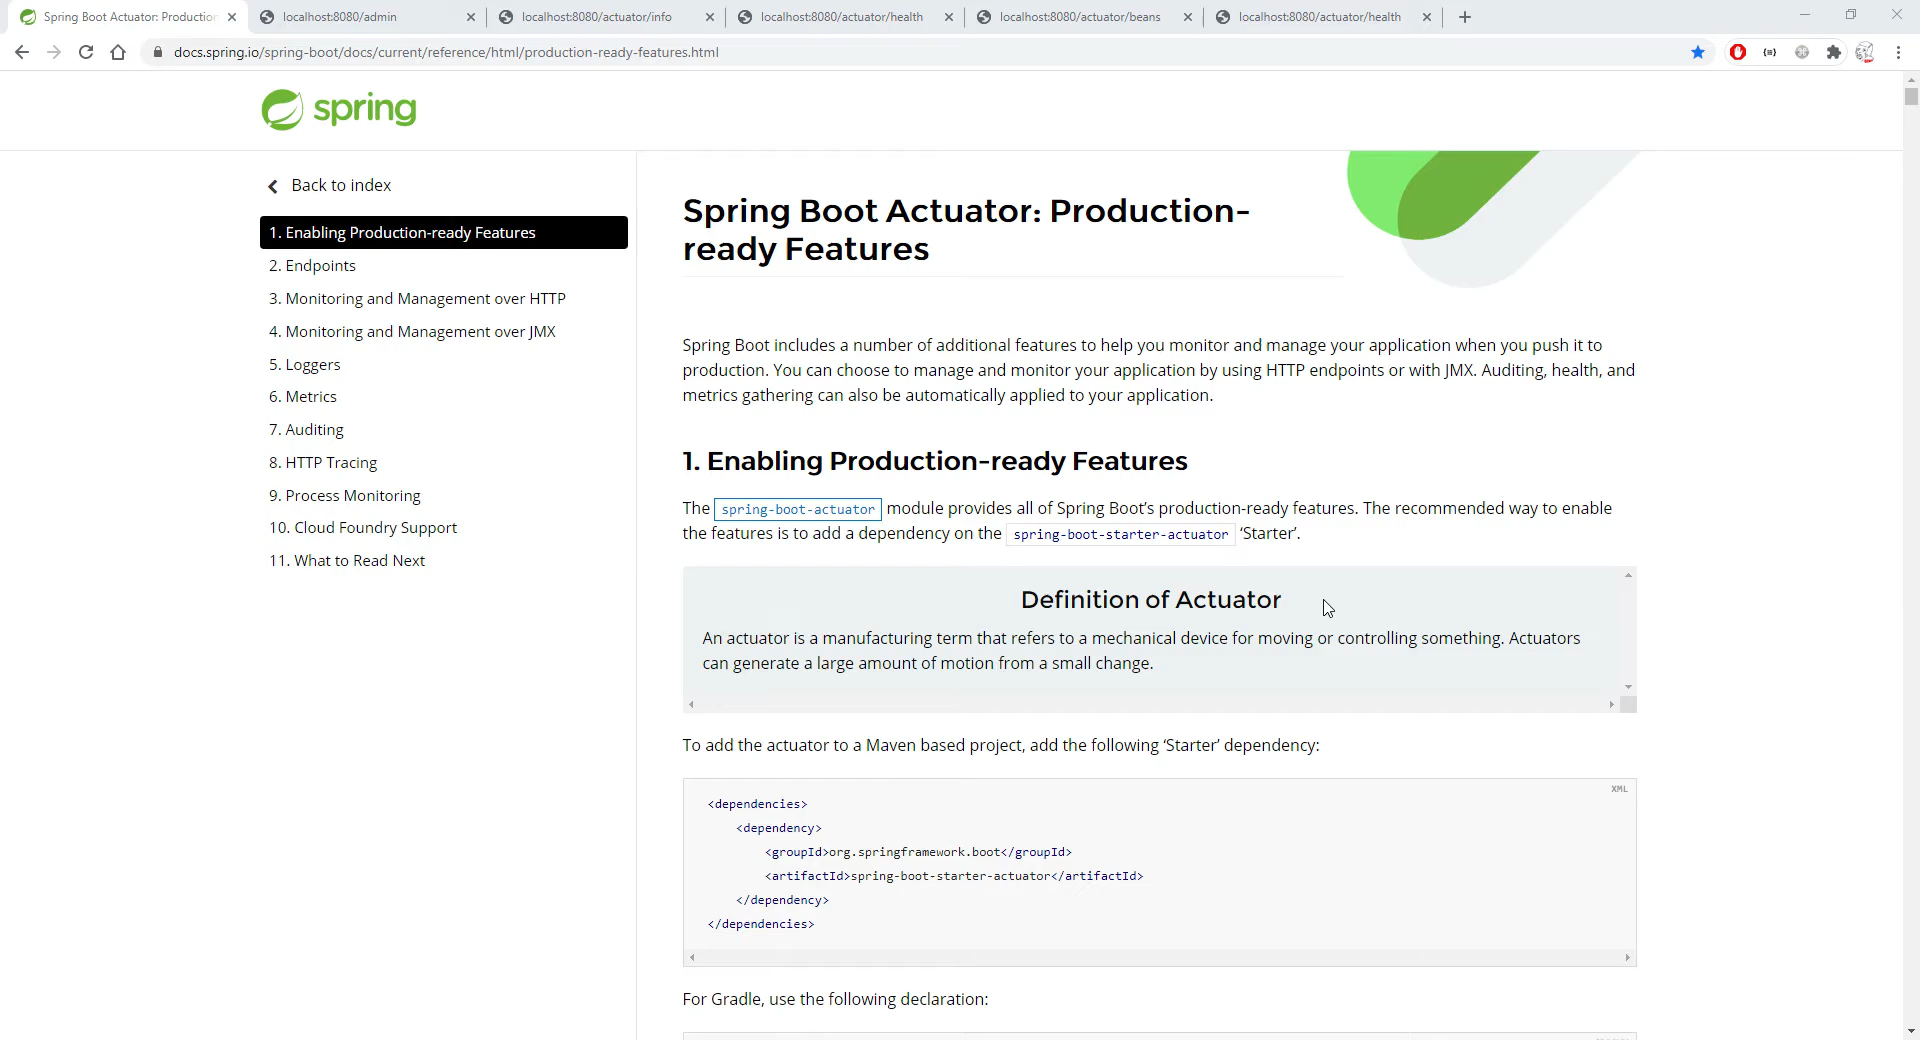 Spring Boot Actuator: Production
localhost:8080/admin
localhost:8080/actuator/info
localhost:8080/actuator/health
localhost:8080/actuator/beans
localhost:8080/actuator/health
docs.spring.io/spring-boot/docs/current/reference/html/production-ready-features.html
spring
Back to index
1. Enabling Production-ready Features
2. Endpoints
3. Monitoring and Management over HTTP
4. Monitoring and Management over JMX
5. Loggers
6. Metrics
7. Auditing
8. HTTP Tracing
9. Process Monitoring
10. Cloud Foundry Support
11. What to Read Next
Spring Boot Actuator: Production-
ready Features
Spring Boot includes a number of additional features to help you monitor and manage your application when you push it to
production. You can choose to manage and monitor your application by using HTTP endpoints or with JMX. Auditing, health, and
metrics gathering can also be automatically applied to your application.
1. Enabling Production-ready Features
The spring-boot-actuator module provides all of Spring Boot’s production-ready features. The recommended way to enable
the features is to add a dependency on the spring-boot-starter-actuator ‘Starter’.
Definition of Actuator
An actuator is a manufacturing term that refers to a mechanical device for moving or controlling something. Actuators
can generate a large amount of motion from a small change.
To add the actuator to a Maven based project, add the following ‘Starter’ dependency:
XML
<dependencies>
<dependency>
<groupId>org.springframework.boot</groupId>
<artifactId>spring-boot-starter-actuator</artifactId>
</dependency>
</dependencies>
For Gradle, use the following declaration: